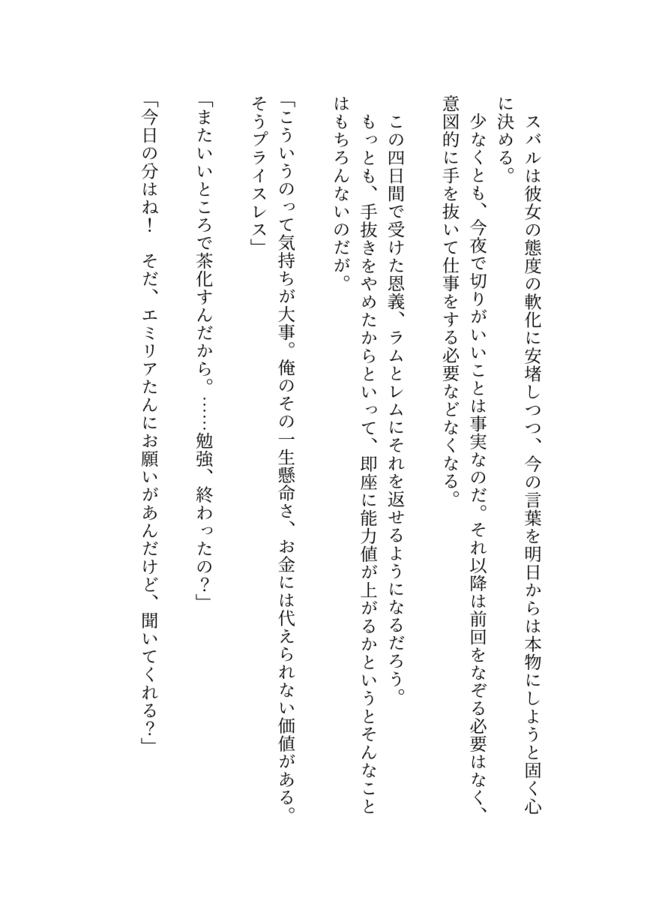 スバルは彼女の態度の軟化に安堵しつつ、今の言葉を明日からは本物にしようと固く心
に決める。
　少なくとも、今夜で切りがいいことは事実なのだ。それ以降は前回をなぞる必要はなく、
意図的に手を抜いて仕事をする必要などなくなる。
　この四日間で受けた恩義、ラムとレムにそれを返せるようになるだろう。
　もっとも、手抜きをやめたからといって、即座に能力値が上がるかというとそんなこと
はもちろんないのだが。
「こういうのって気持ちが大事。俺のその一生懸命さ、お金には代えられない価値がある。
そうプライスレス」
「またいいところで茶化すんだから。……勉強、終わったの？」
「今日の分はね！　そだ、エミリアたんにお願いがあんだけど、聞いてくれる？」